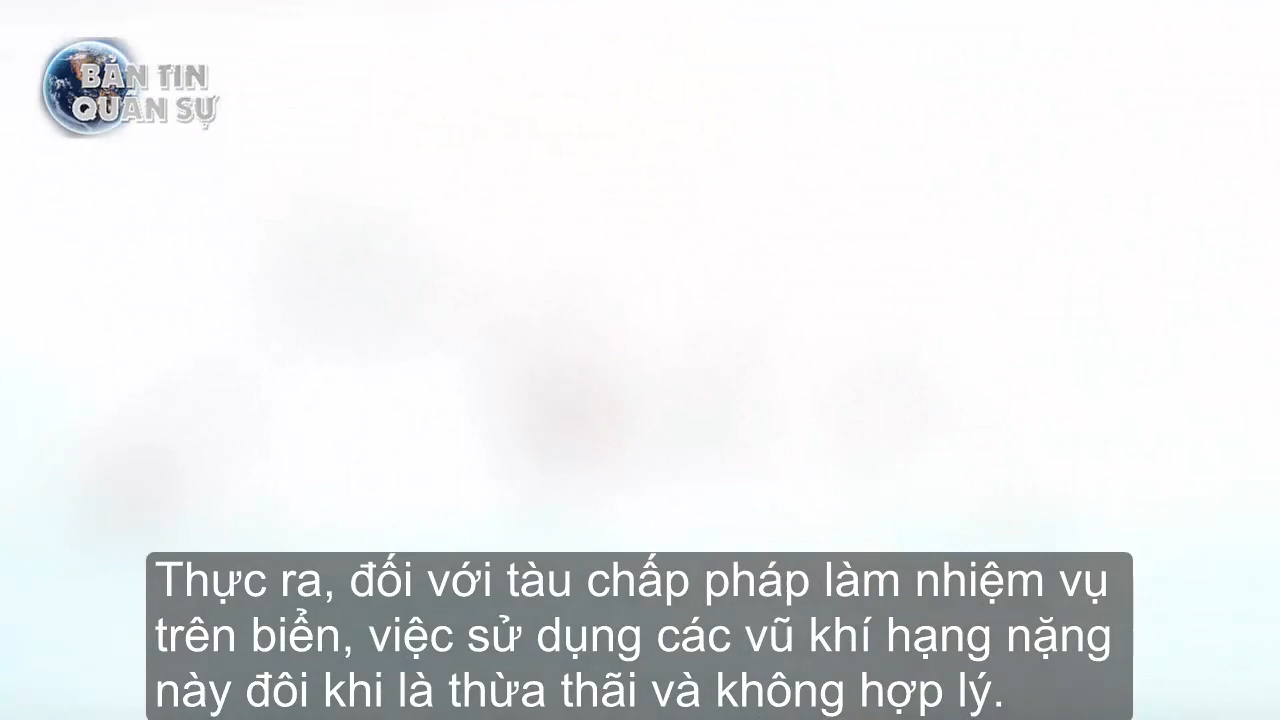 BẢN TIN
QUÂN SỰ
Thực ra, đối với tàu chấp pháp làm nhiệm vụ
trên biển, việc sử dụng các vũ khí hạng nặng
này đôi khi là thừa thãi và không hợp lý.